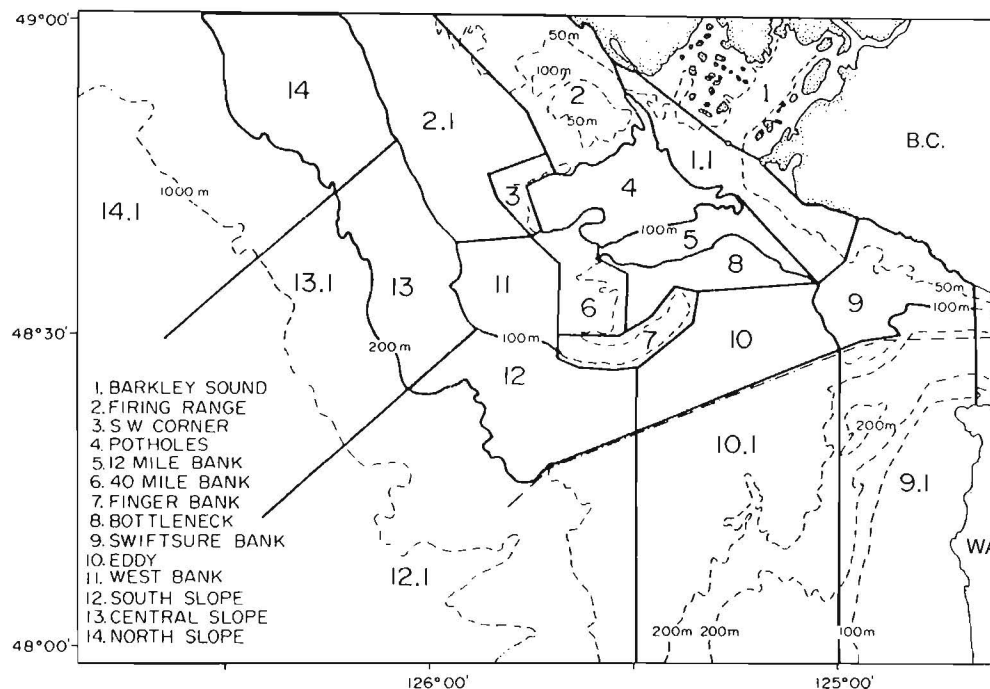 49°00'
48°30'
48°00'
126°00'
125°00'
14
2.1
2
1
1.1
3
4
5
8
9
11
6
7
10
13
13.1
14.1
12
12.1
10.1
9.1
B.C.
WA
50m
100m
50m
1000m
100m
50m
100m
200m
100m
200m
200m
200m
100m
1. BARKLEY SOUND
2. FIRING RANGE
3. S W CORNER
4. POTHOLES
5. 12 MILE BANK
6. 40 MILE BANK
7. FINGER BANK
8. BOTTLENECK
9. SWIFTSURE BANK
10. EDDY
11. WEST BANK
12. SOUTH SLOPE
13. CENTRAL SLOPE
14. NORTH SLOPE